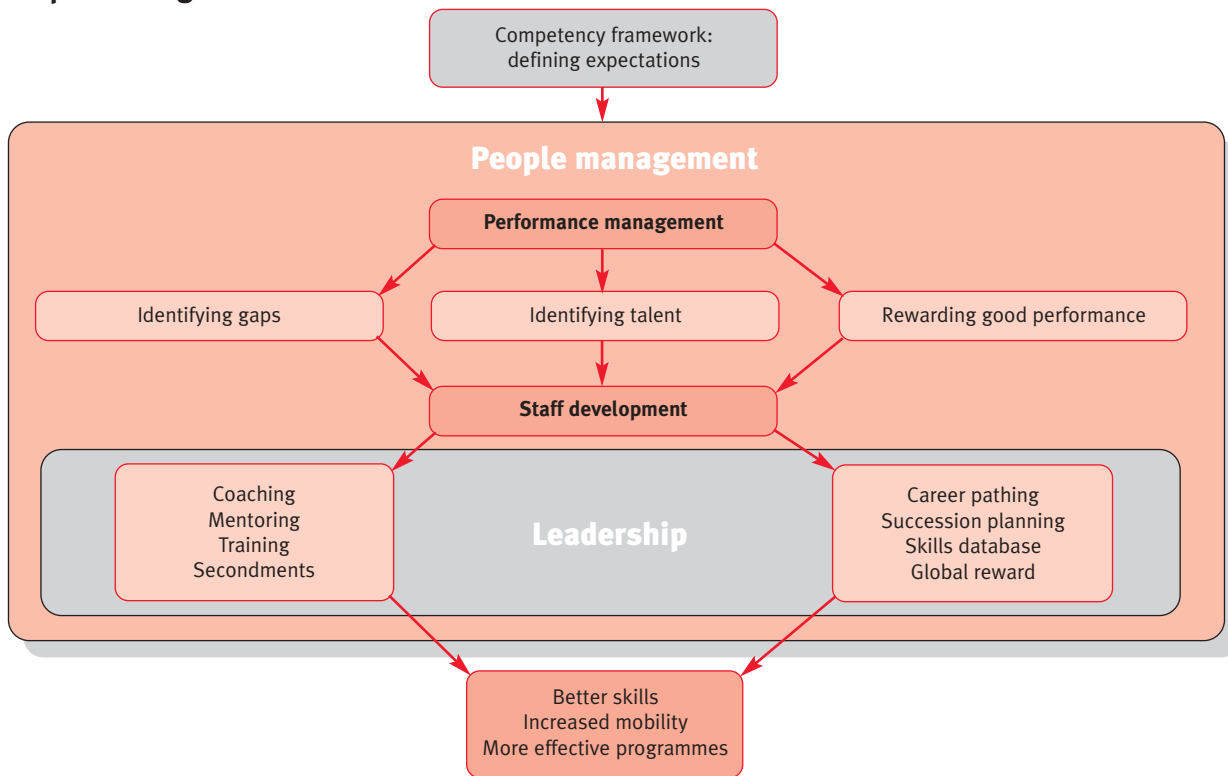 Competency framework:
defining expectations
People management
Performance management
Identifying gaps
Identifying talent
Rewarding good performance
Staff development
Coaching
Mentoring
Training
Secondments
Leadership
Career pathing
Succession planning
Skills database
Global reward
Better skills
Increased mobility
More effective programmes